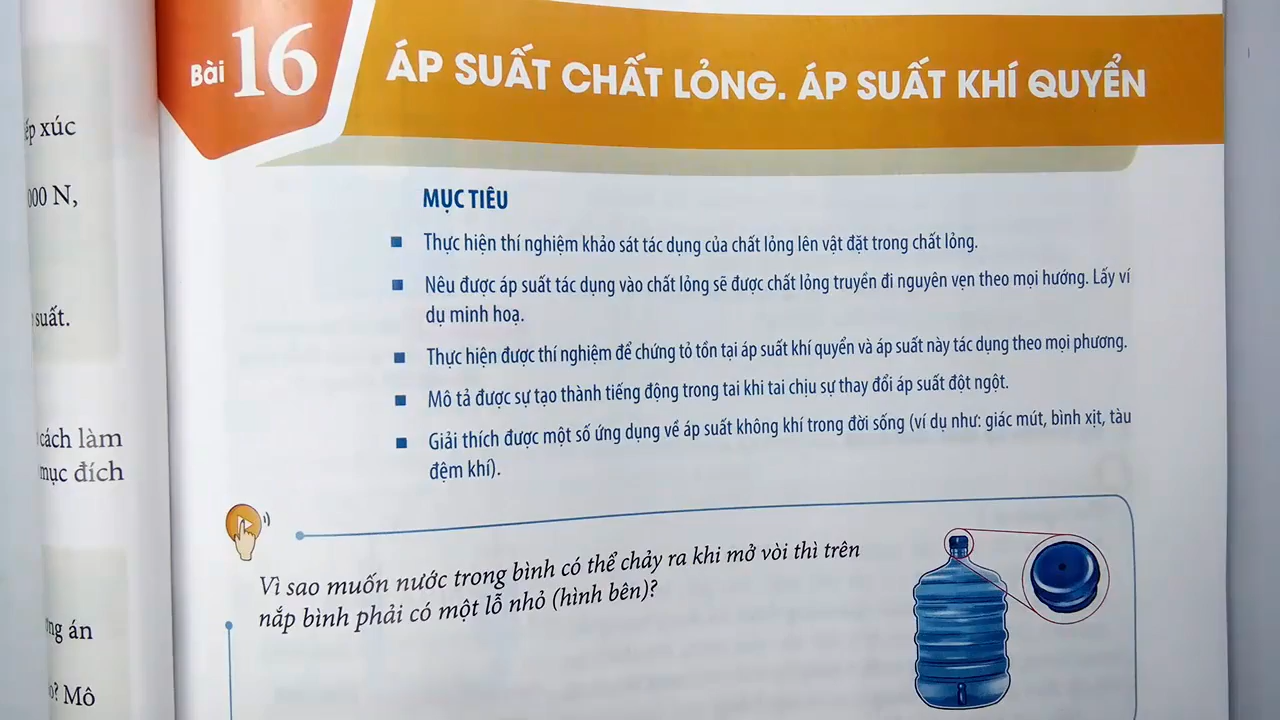 ếp xúc
000 N,
suất.
cách làm
mục đích
án
? Mô
Bài 16
ÁP SUẤT CHẤT LỎNG. ÁP SUẤT KHÍ QUYỂN
MỤC TIÊU
Thực hiện thí nghiệm khảo sát tác dụng của chất lỏng lên vật đặt trong chất lỏng.
Nêu được áp suất tác dụng vào chất lỏng sẽ được chất lỏng truyền đi nguyên vẹn theo mọi hướng. Lấy ví
dụ minh hoạ.
Thực hiện được thí nghiệm để chứng tỏ tồn tại áp suất khí quyển và áp suất này tác dụng theo mọi phương.
Mô tả được sự tạo thành tiếng động trong tai khi tai chịu sự thay đổi áp suất đột ngột.
Giải thích được một số ứng dụng về áp suất không khí trong đời sống (ví dụ như: giác mút, bình xịt, tàu
đệm khí).
Vì sao muốn nước trong bình có thể chảy ra khi mở vòi thì trên
nắp bình phải có một lỗ nhỏ (hình bên)?